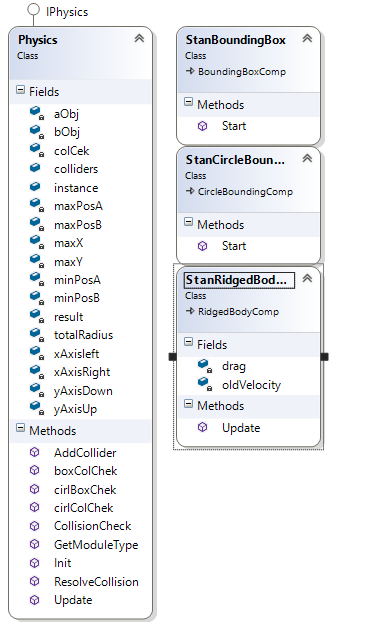 IPhysics
Physics
Class
Fields
aObj
bObj
colCek
colliders
instance
maxPosA
maxPosB
maxX
maxY
minPosA
minPosB
result
totalRadius
xAxisleft
xAxisRight
yAxisDown
yAxisUp
Methods
AddCollider
boxColChek
cirlBoxChek
cirlColChek
CollisionCheck
GetModuleType
Init
ResolveCollision
Update
StanBoundingBox
Class
BoundingBoxComp
Methods
Start
StanCircleBoun...
Class
CircleBoundingComp
Methods
Start
StanRidgedBod...
Class
RidgedBodyComp
Fields
drag
oldVelocity
Methods
Update